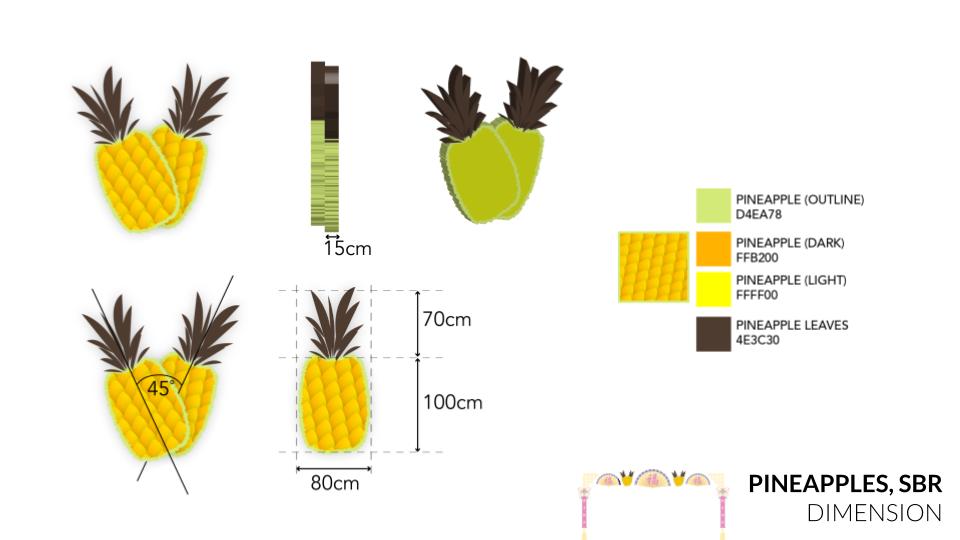 15cm
PINEAPPLE (OUTLINE)
D4EA78
PINEAPPLE (DARK)
FFB200
PINEAPPLE (LIGHT)
FFFF00
PINEAPPLE LEAVES
4E3C30
45°
70cm
100cm
80cm
PINEAPPLES, SBR
DIMENSION